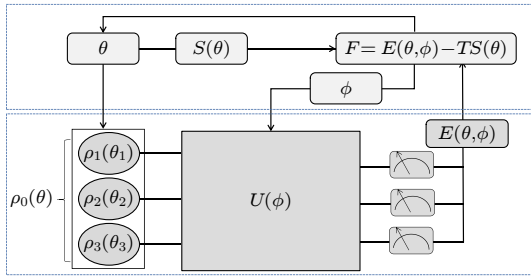 θ
S(θ)
F = E(θ,ϕ)−TS(θ)
ϕ
E(θ,ϕ)
ρ₁(θ₁)
ρ₀(θ)
ρ₂(θ₂)
U(ϕ)
ρ₃(θ₃)